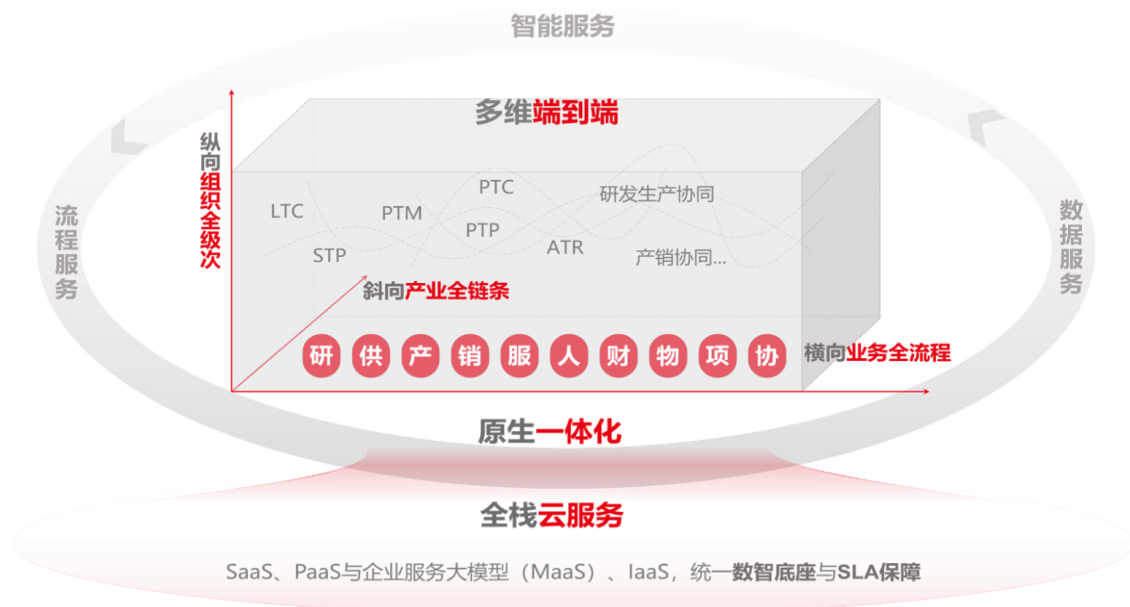 智能服务
多维端到端
纵向组织全级次
流程服务
数据服务
PTC
研发生产协同
LTC
PTM
PTP
ATR
STP
产销协同...
斜向产业全链条
研 供 产 销 服 人 财 物 项 协
横向业务全流程
原生一体化
全栈云服务
SaaS、PaaS与企业服务大模型（MaaS）、IaaS，统一数智底座与SLA保障